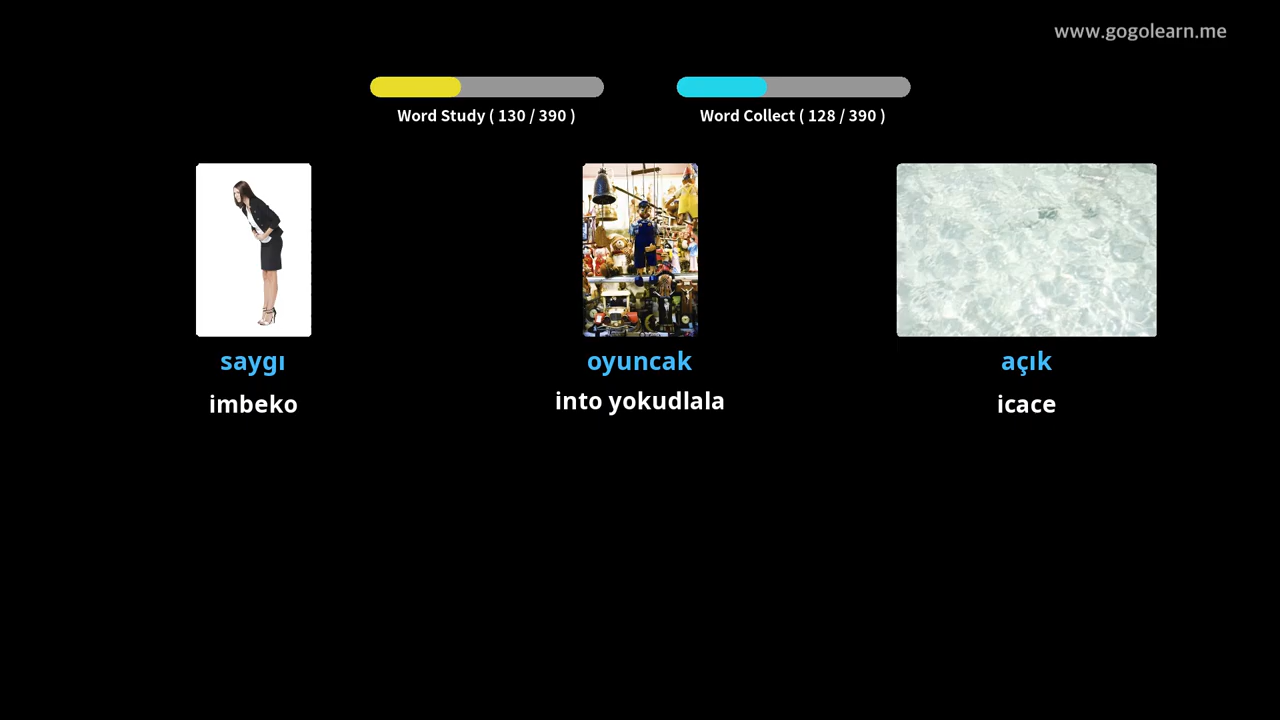 www.gogolearn.me
Word Study ( 130 / 390 )
Word Collect ( 128 / 390 )
saygı
oyuncak
açık
imbeko
into yokudlala
icace